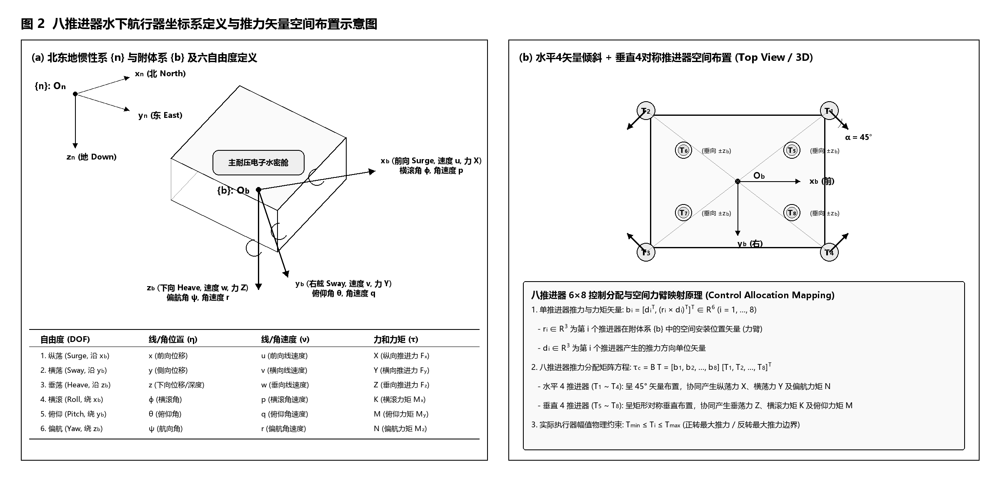 图 2 八推进器水下航行器坐标系定义与推力矢量空间布置示意图
(a) 北东地惯性系 {n} 与附体系 {b} 及六自由度定义
xₙ (北 North)
{n}: Oₙ
yₙ (东 East)
zₙ (地 Down)
主耐压电子水密舱
x_b (前向 Surge, 速度 u, 力 X)
横滚角 ϕ, 角速度 p
{b}: O_b
z_b (下向 Heave, 速度 w, 力 Z)
偏航角 ψ, 角速度 r
y_b (右舷 Sway, 速度 v, 力 Y)
俯仰角 θ, 角速度 q
自由度 (DOF) 线/角位置 (η) 线/角速度 (ν) 力和力矩 (τ)
1. 纵荡 (Surge, 沿 x_b) x (前向位移) u (前向线速度) X (纵向推进力 Fₓ)
2. 横荡 (Sway, 沿 y_b) y (侧向位移) v (横向线速度) Y (横向推进力 F_y)
3. 垂荡 (Heave, 沿 z_b) z (下向位移/深度) w (垂向线速度) Z (垂向推进力 F_z)
4. 横滚 (Roll, 绕 x_b) ϕ (横滚角) p (横滚角速度) K (横滚力矩 Mₓ)
5. 俯仰 (Pitch, 绕 y_b) θ (俯仰角) q (俯仰角速度) M (俯仰力矩 M_y)
6. 偏航 (Yaw, 绕 z_b) ψ (航向角) r (偏航角速度) N (偏航力矩 M_z)
(b) 水平4矢量倾斜 + 垂直4对称推进器空间布置 (Top View / 3D)
T₂
T₁
α = 45°
T₆ (垂向 ±z_b)
T₅ (垂向 ±z_b)
O_b
x_b (前)
T₇ (垂向 ±z_b)
T₈ (垂向 ±z_b)
y_b (右)
T₃
T₄
八推进器 6×8 控制分配与空间力臂映射原理 (Control Allocation Mapping)
1. 单推进器推力与力矩矢量: bᵢ = [dᵢᵀ, (rᵢ × dᵢ)ᵀ]ᵀ ∈ R⁶ (i = 1, ..., 8)
- rᵢ ∈ R³ 为第 i 个推进器在附体系 {b} 中的空间安装位置矢量 (力臂)
- dᵢ ∈ R³ 为第 i 个推进器产生的推力方向单位矢量
2. 八推进器推力分配矩阵方程: τ_c = B T = [b₁, b₂, ..., b₈] [T₁, T₂, ..., T₈]ᵀ
- 水平 4 推进器 (T₁ ~ T₄): 呈 45° 矢量布置，协同产生纵荡力 X、横荡力 Y 及偏航力矩 N
- 垂直 4 推进器 (T₅ ~ T₈): 呈矩形对称垂直布置，协同产生垂荡力 Z、横滚力矩 K 及俯仰力矩 M
3. 实际执行器幅值物理约束: Tₘᵢₙ ≤ Tᵢ ≤ Tₘₐₓ (正转最大推力 / 反转最大推力边界)